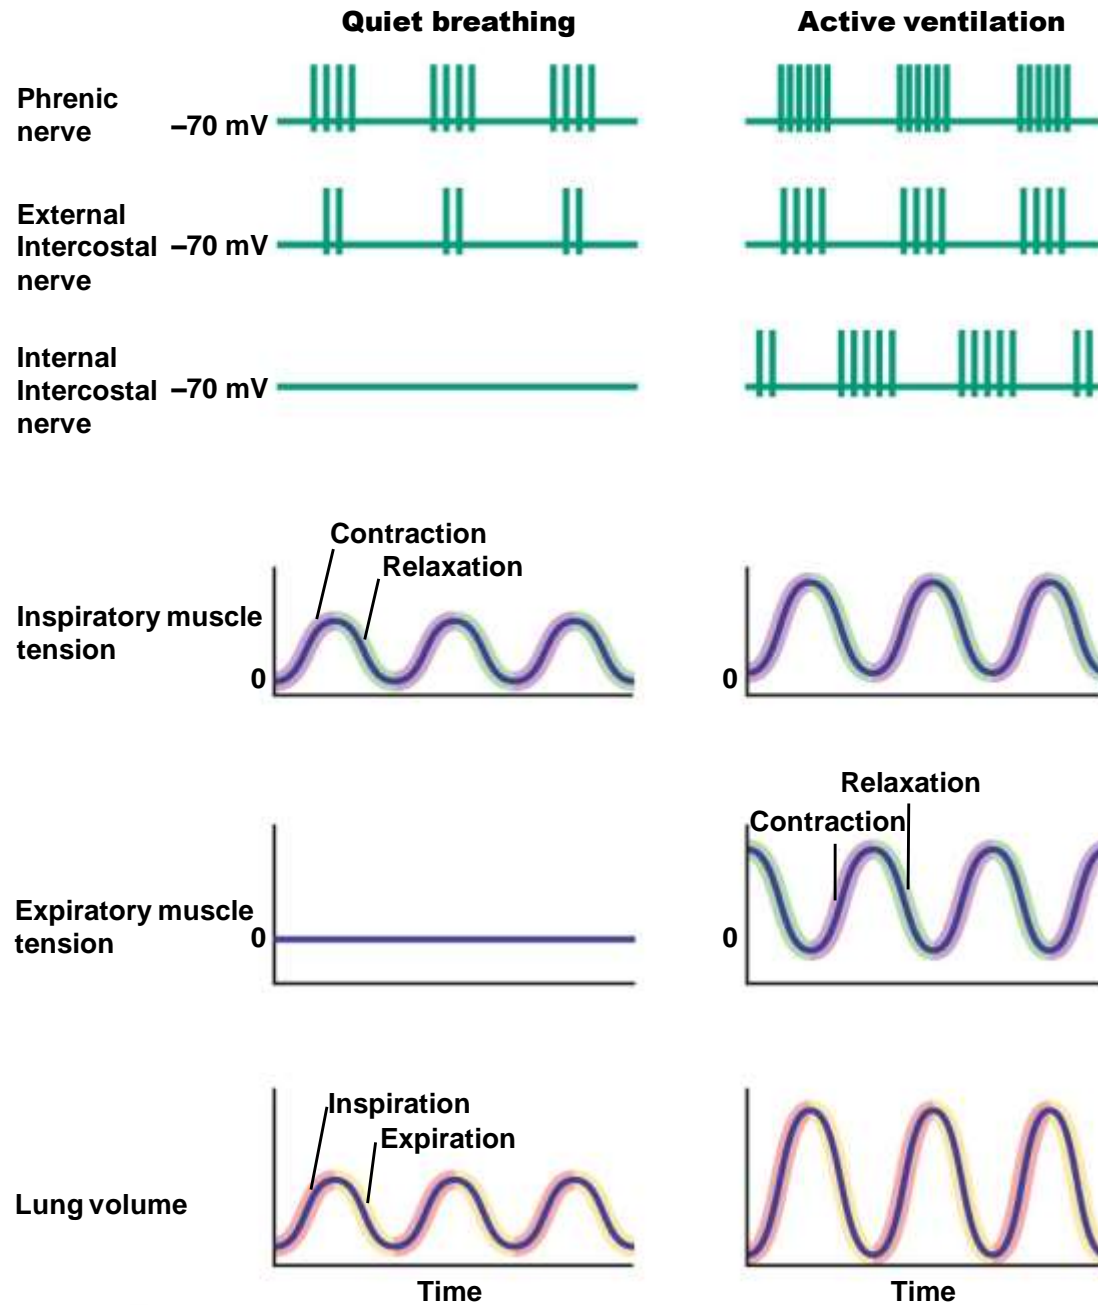 Quiet breathing
Active ventilation
Phrenic
nerve
–70 mV
External
Intercostal
nerve
–70 mV
Internal
Intercostal
nerve
–70 mV
Contraction
Relaxation
Inspiratory muscle
tension
0
0
Relaxation
Contraction
Expiratory muscle
tension
0
0
Inspiration
Expiration
Lung volume
Time
Time